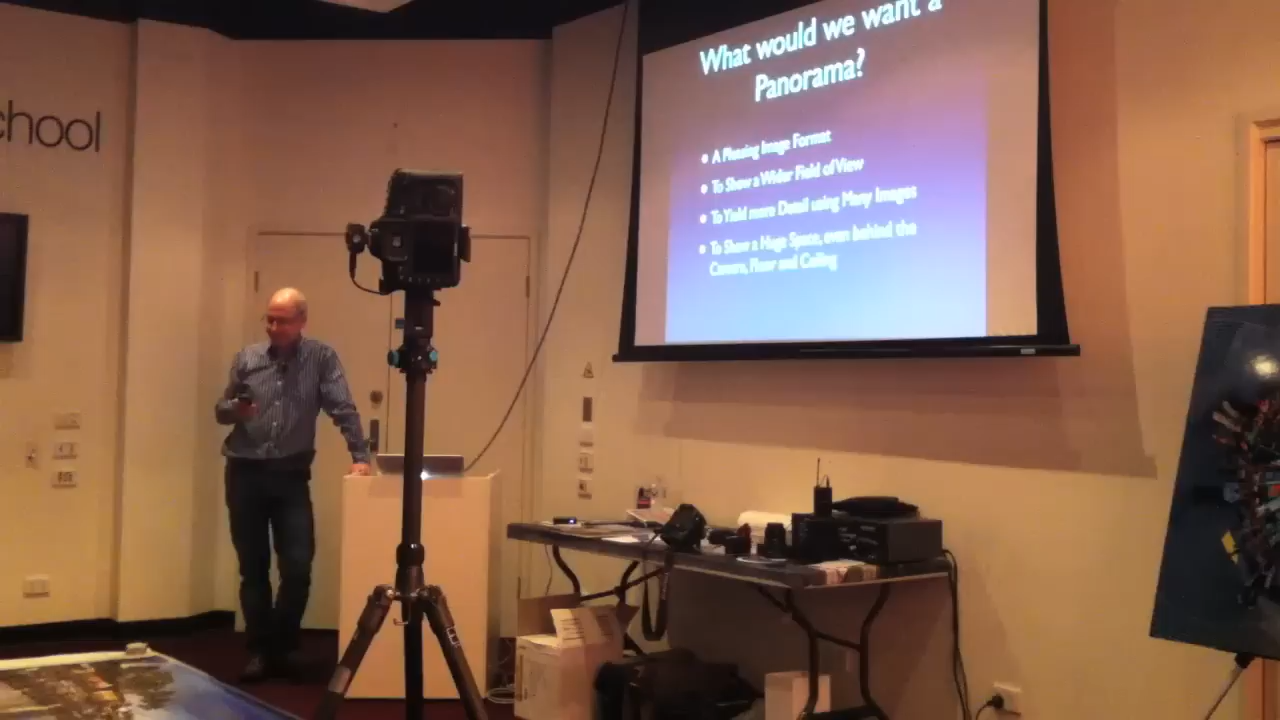 chool
What would we want a
Panorama?
• A Pleasing Image Format
• To Show a Wider Field of View
• To Yield more Detail using Many Images
• To Show a Huge Space, even behind the
Camera, Floor and Ceiling